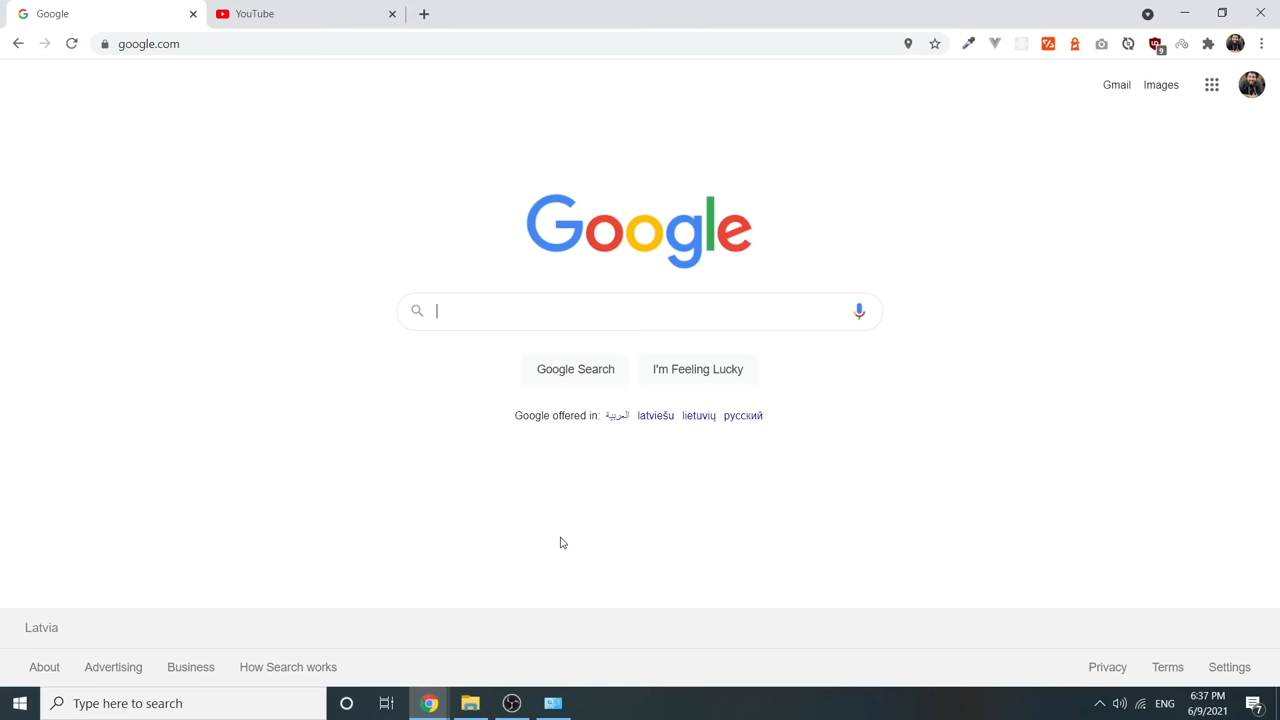 Google
YouTube
google.com
9
Gmail
Images
Google
Google Search
I'm Feeling Lucky
Google offered in: العربية latviešu lietuvių русский
Latvia
About
Advertising
Business
How Search works
Privacy
Terms
Settings
Type here to search
ENG
6:37 PM
6/9/2021
7